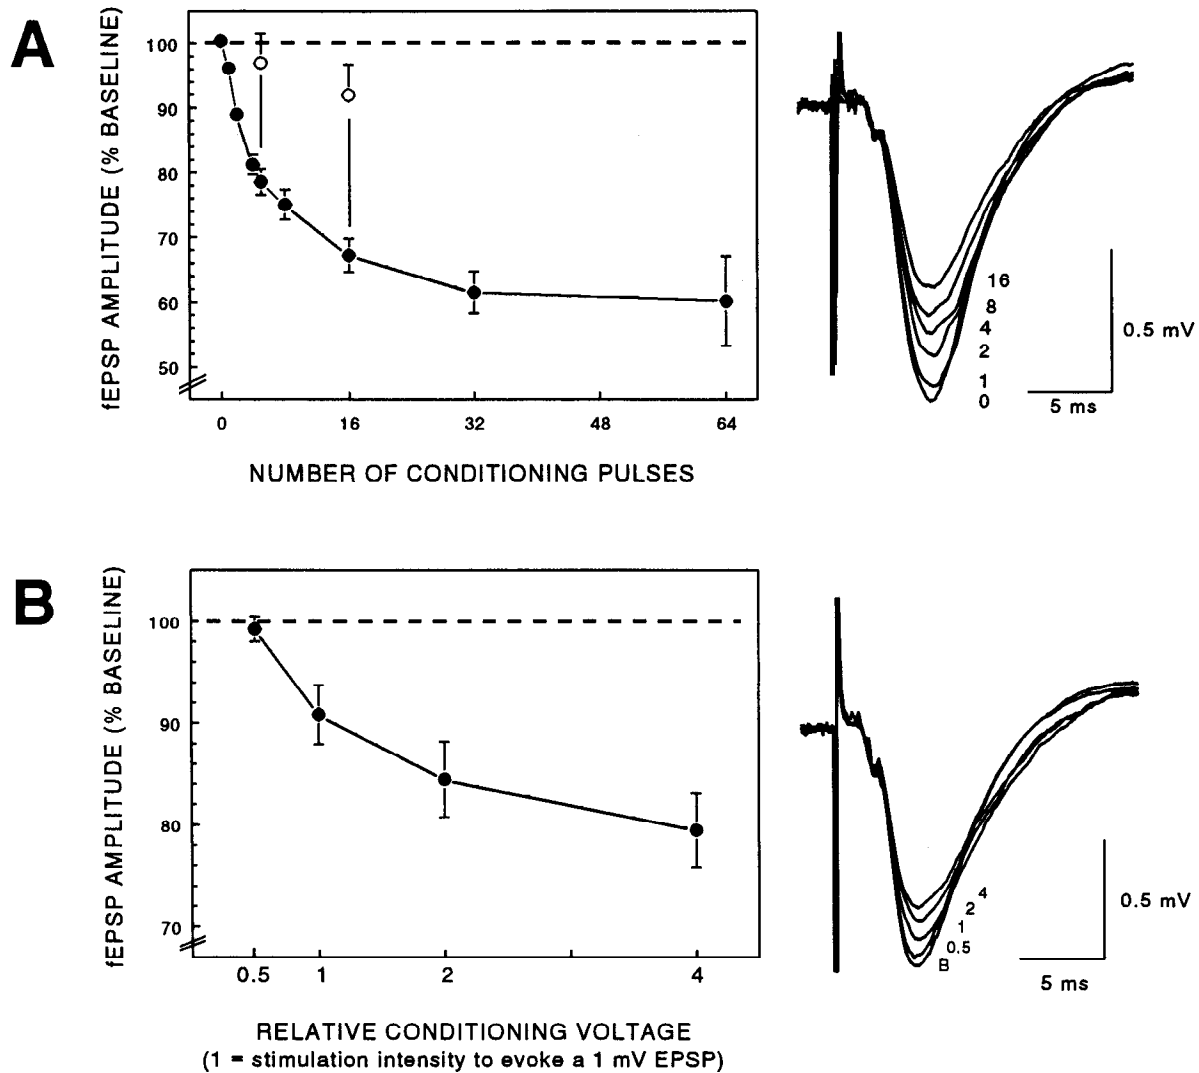 A
fEPSP AMPLITUDE (% BASELINE)
100
90
80
70
60
50
0 16 32 48 64
NUMBER OF CONDITIONING PULSES
16
8
4
2
1
0
0.5 mV
5 ms
B
fEPSP AMPLITUDE (% BASELINE)
100
90
80
70
0.5 1 2 4
RELATIVE CONDITIONING VOLTAGE
(1 = stimulation intensity to evoke a 1 mV EPSP)
4
2
1
0.5
B
0.5 mV
5 ms